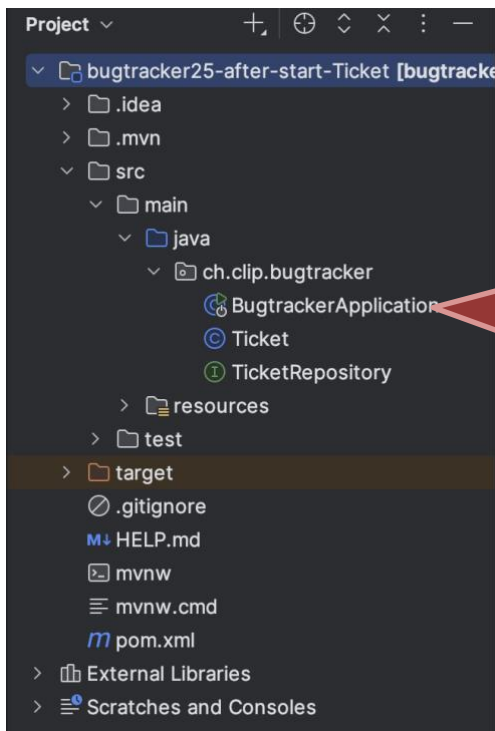 Project
bugtracker25-after-start-Ticket [bugtracke
.idea
.mvn
src
main
java
ch.clip.bugtracker
BugtrackerApplication
C Ticket
I TicketRepository
resources
test
target
.gitignore
M↓ HELP.md
mvnw
mvnw.cmd
m pom.xml
External Libraries
Scratches and Consoles